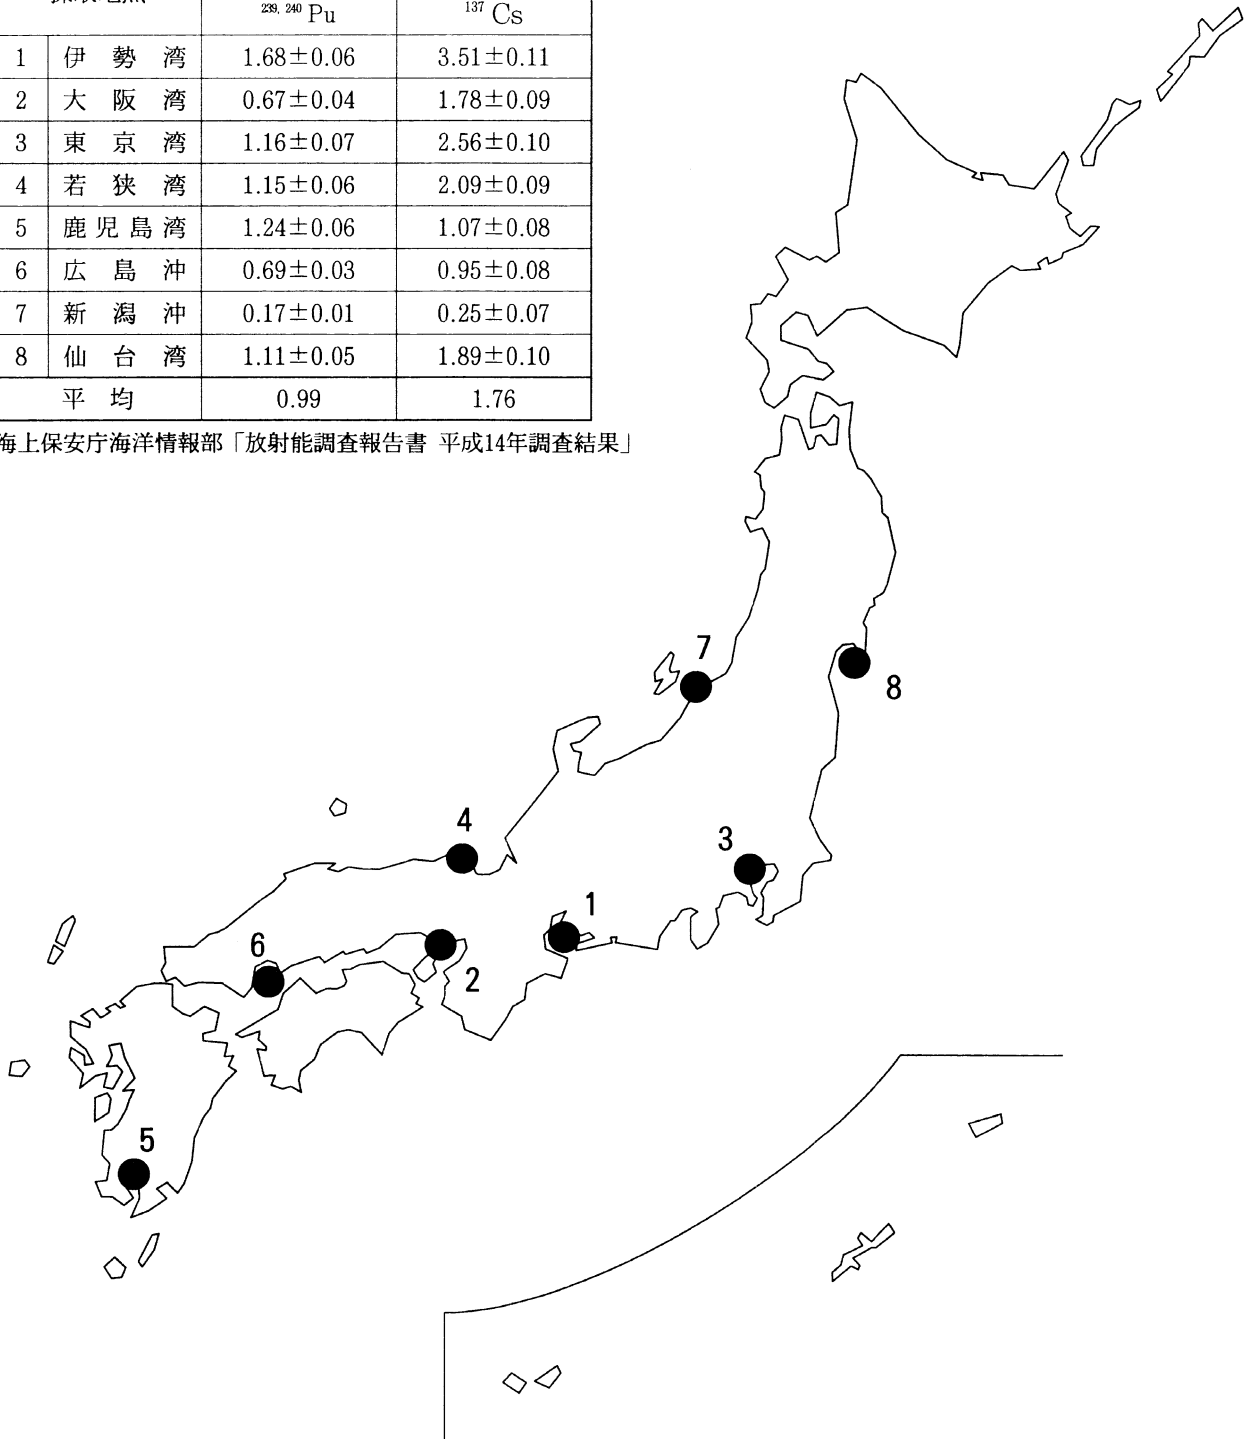 239, 240 Pu 137 Cs
1 伊勢湾 1.68±0.06 3.51±0.11
2 大阪湾 0.67±0.04 1.78±0.09
3 東京湾 1.16±0.07 2.56±0.10
4 若狭湾 1.15±0.06 2.09±0.09
5 鹿児島湾 1.24±0.06 1.07±0.08
6 広島沖 0.69±0.03 0.95±0.08
7 新潟沖 0.17±0.01 0.25±0.07
8 仙台湾 1.11±0.05 1.89±0.10
平均 0.99 1.76
海上保安庁海洋情報部「放射能調査報告書 平成14年調査結果」
7
8
4
3
1
6
2
5